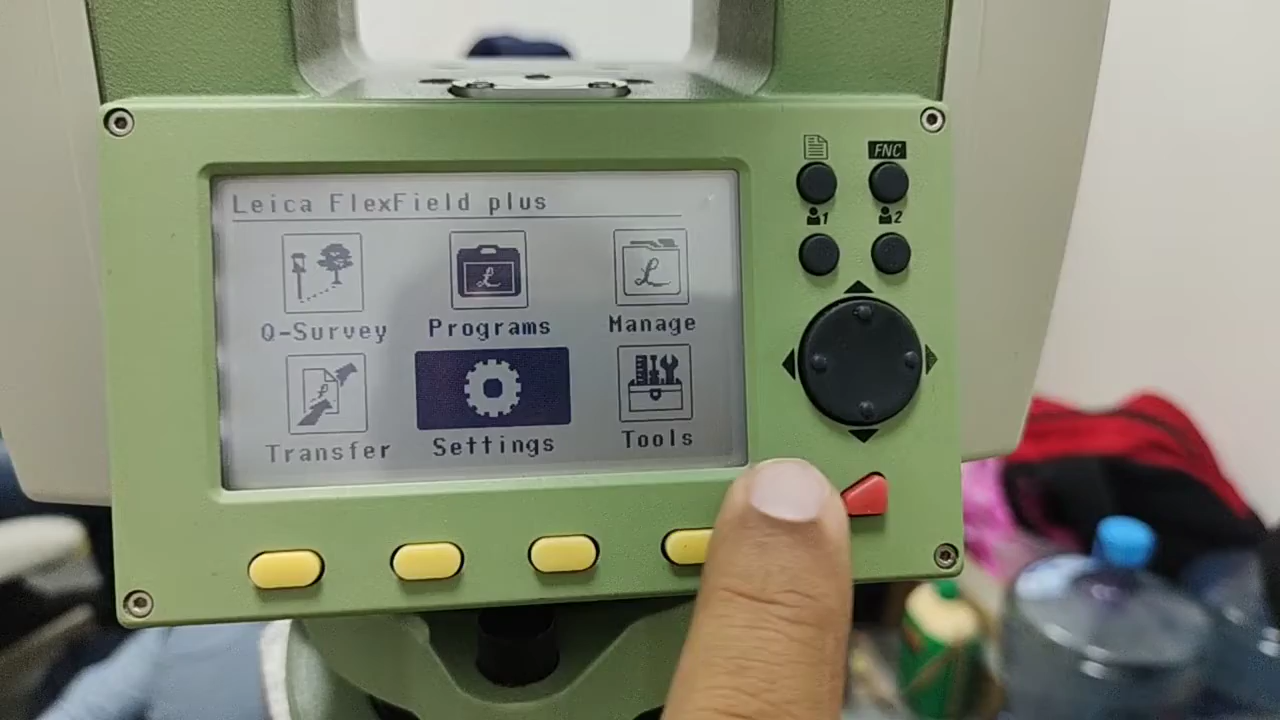 Leica FlexField plus
Q-Survey Programs Manage
Transfer Settings Tools
FNC
1 2